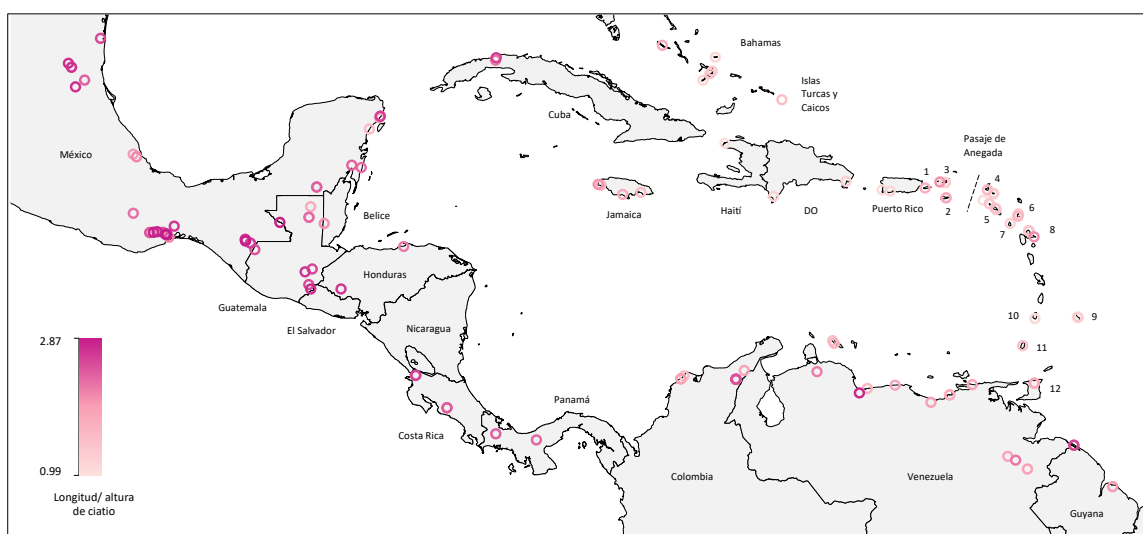 Bahamas
Islas
Turcas y
Caicos
Cuba
Pasaje de
Anegada
México
1
3
4
2
5
6
7
8
Belice
Jamaica
Haití
DO
Puerto Rico
Honduras
Guatemala
El Salvador
Nicaragua
10
9
11
12
2.87
0.99
Longitud/ altura
de ciatio
Panamá
Costa Rica
Colombia
Venezuela
Guyana